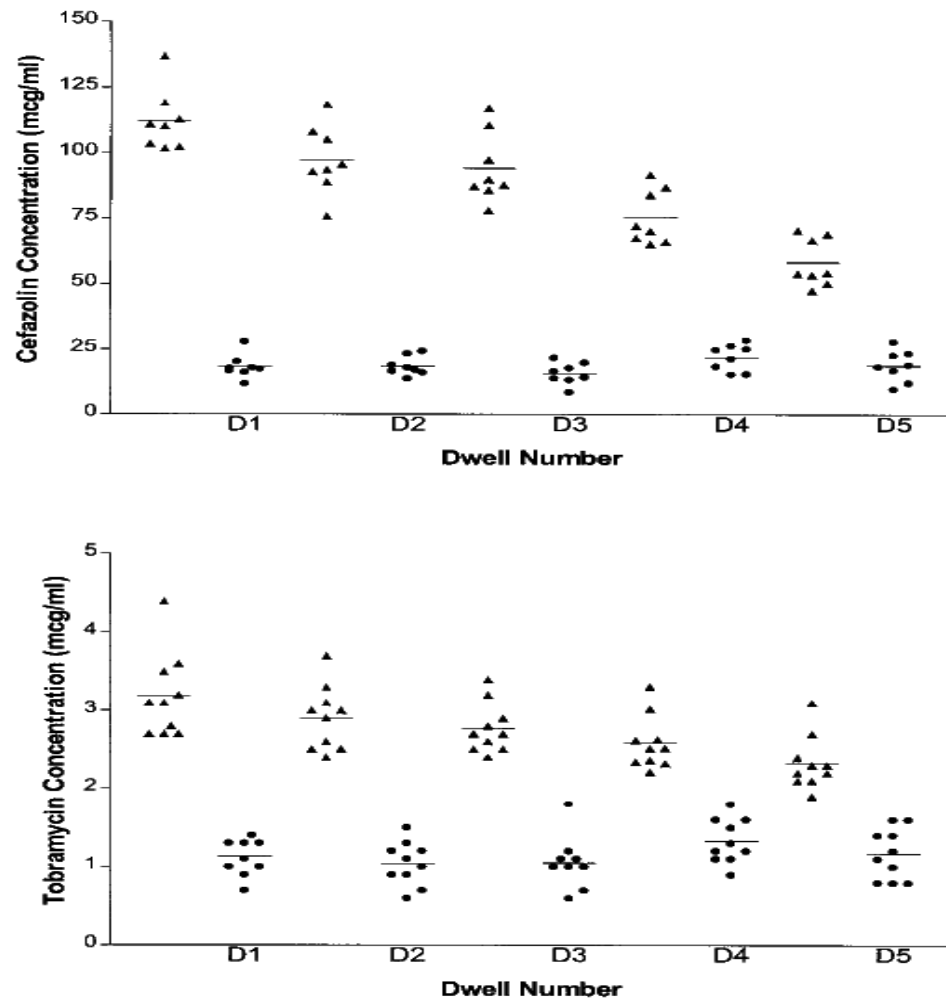 Cefazolin Concentration (mcg/ml)
150
125
100
75
50
25
0
D1 D2 D3 D4 D5
Dwell Number
Tobramycin Concentration (mcg/ml)
5
4
3
2
1
0
D1 D2 D3 D4 D5
Dwell Number